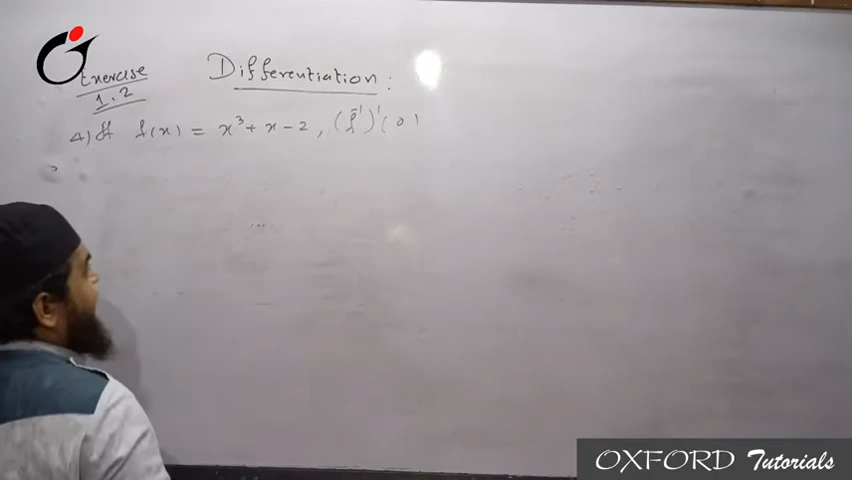 Exercise Differentiation :
1.2
4) If f(x) = x³ + x - 2, (f⁻¹)'(0)
OXFORD Tutorials